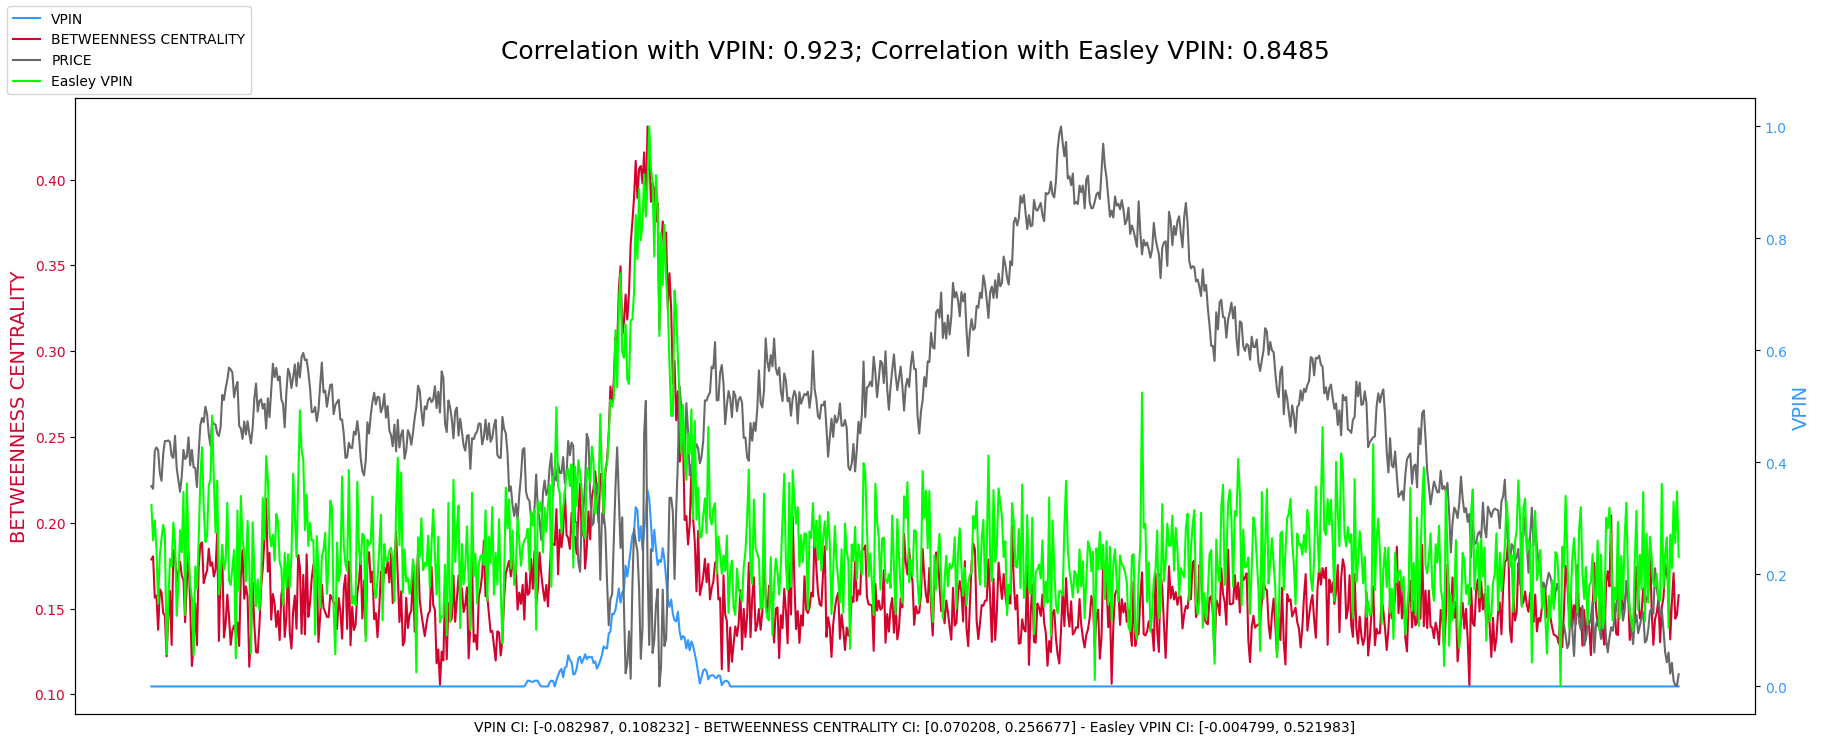 VPIN
BETWEENNESS CENTRALITY
PRICE
Easley VPIN
Correlation with VPIN: 0.923; Correlation with Easley VPIN: 0.8485
BETWEENNESS CENTRALITY
0.40
0.35
0.30
0.25
0.20
0.15
0.10
1.0
0.8
0.6
0.4
0.2
0.0
VPIN
VPIN CI: [-0.082987, 0.108232] - BETWEENNESS CENTRALITY CI: [0.070208, 0.256677] - Easley VPIN CI: [-0.004799, 0.521983]